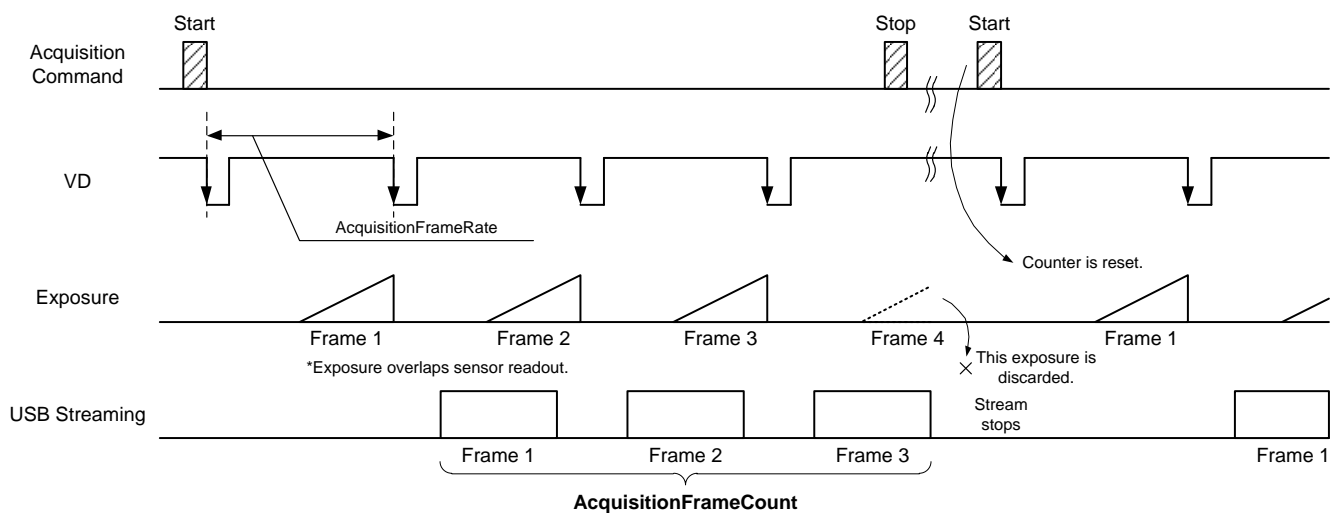 Start
Stop
Start
Acquisition
Command
VD
AcquisitionFrameRate
Counter is reset.
Exposure
Frame 1
Frame 2
Frame 3
Frame 4
Frame 1
*Exposure overlaps sensor readout.
This exposure is
discarded.
USB Streaming
Stream
stops
Frame 1
Frame 2
Frame 3
Frame 1
AcquisitionFrameCount